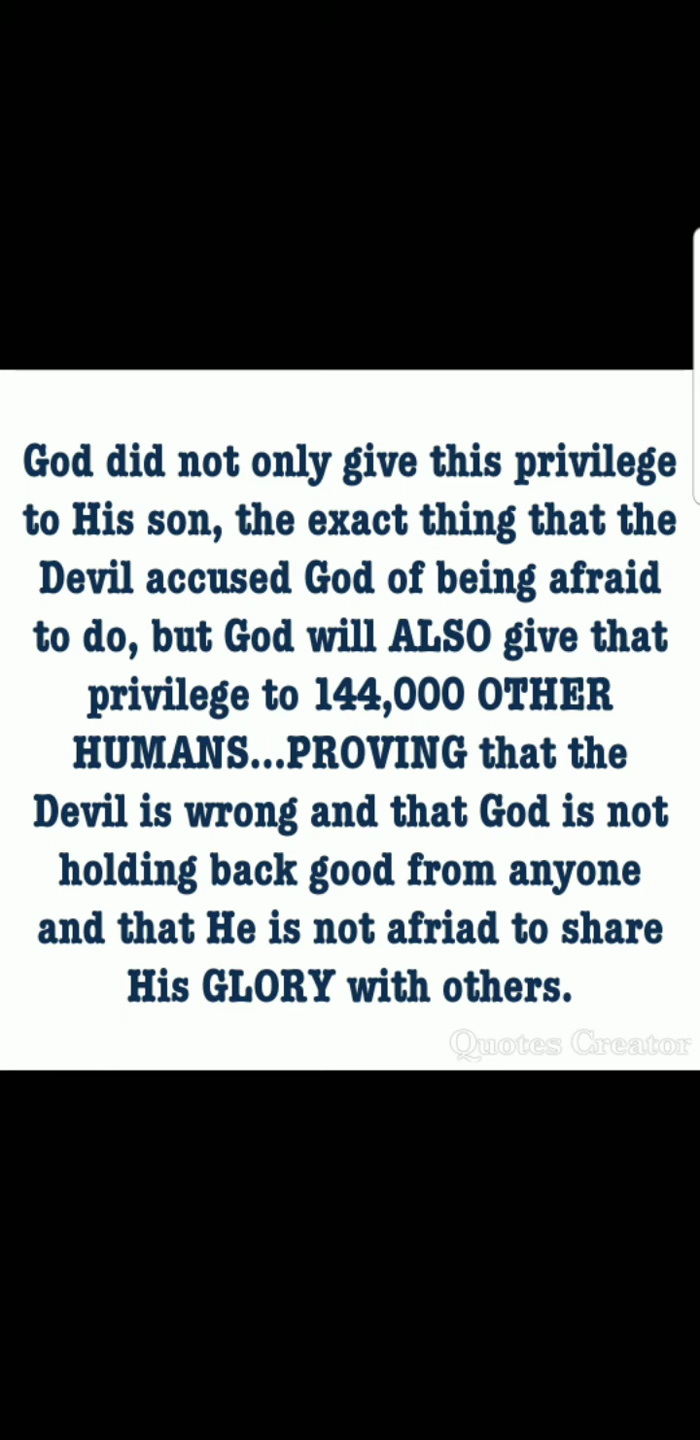 God did not only give this privilege
to His son, the exact thing that the
Devil accused God of being afraid
to do, but God will ALSO give that
privilege to 144,000 OTHER
HUMANS...PROVING that the
Devil is wrong and that God is not
holding back good from anyone
and that He is not afriad to share
His GLORY with others.
Quotes Creator